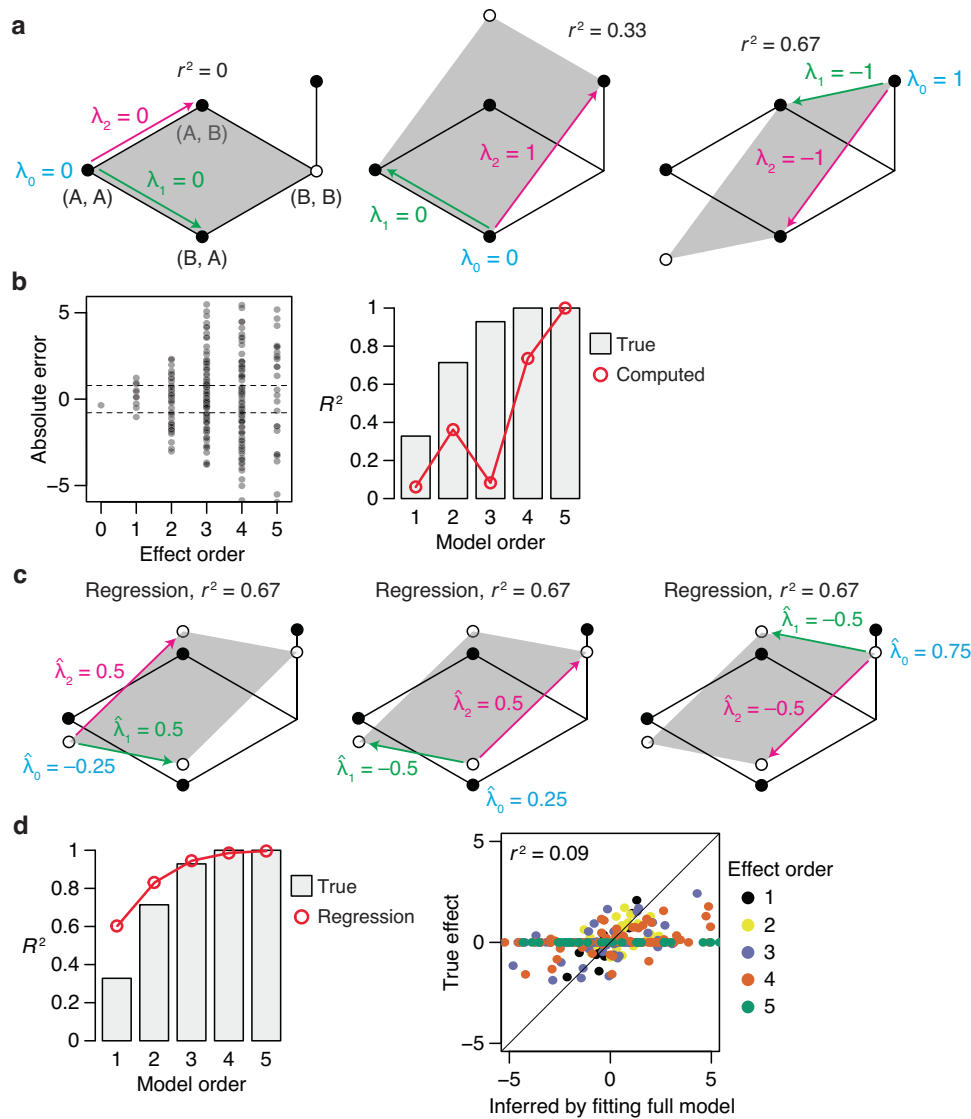 a
r² = 0
λ₂ = 0
(A, B)
λ₀ = 0
(A, A)
λ₁ = 0
(B, B)
(B, A)
r² = 0.33
λ₂ = 1
λ₁ = 0
λ₀ = 0
r² = 0.67
λ₁ = −1
λ₀ = 1
λ₂ = −1
b
Absolute error
5
0
−5
0 1 2 3 4 5
Effect order
R²
1
0.8
0.6
0.4
0.2
0
1 2 3 4 5
Model order
True
Computed
c
Regression, r² = 0.67
λ̂₂ = 0.5
λ̂₁ = 0.5
λ̂₀ = −0.25
Regression, r² = 0.67
λ̂₂ = 0.5
λ̂₁ = −0.5
λ̂₀ = 0.25
Regression, r² = 0.67
λ̂₁ = −0.5
λ̂₀ = 0.75
λ̂₂ = −0.5
d
R²
1
0.8
0.6
0.4
0.2
0
1 2 3 4 5
Model order
True
Regression
True effect
5
0
−5
r² = 0.09
−5 0 5
Inferred by fitting full model
Effect order
1
2
3
4
5